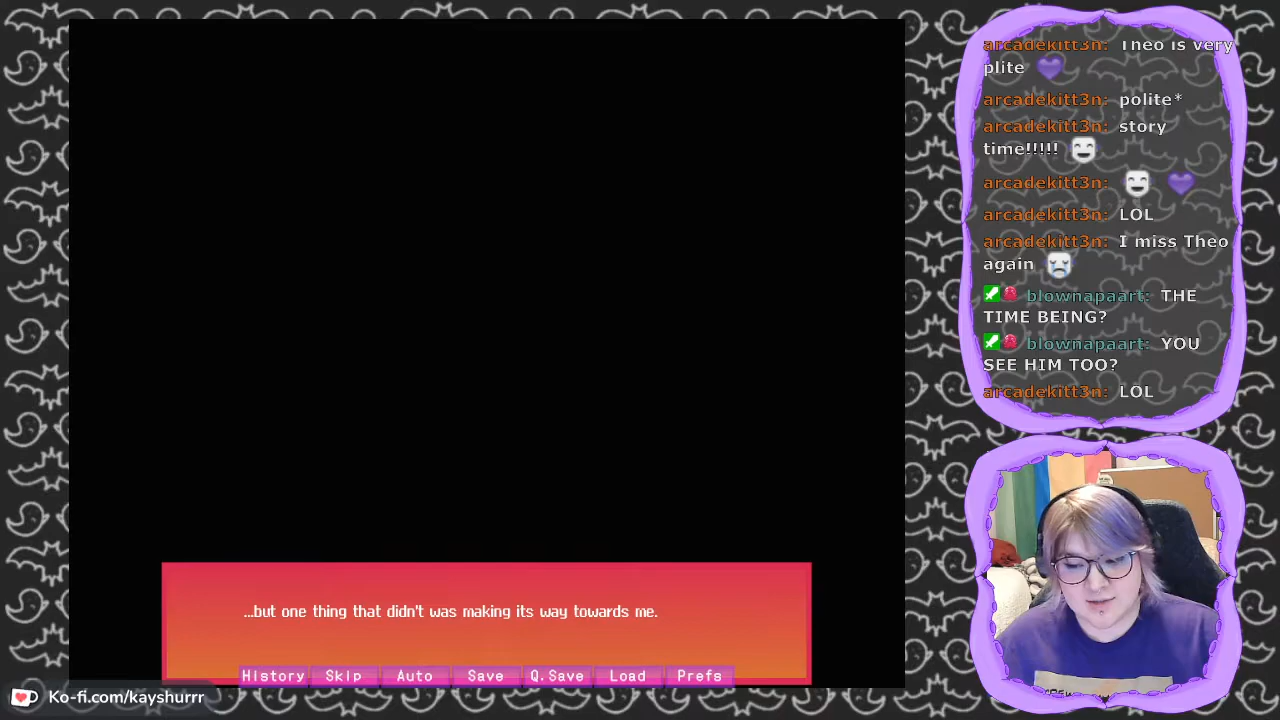 arcadekitt3n: Theo is very
plite
arcadekitt3n: polite*
arcadekitt3n: story
time!!!!!
arcadekitt3n:
arcadekitt3n: LOL
arcadekitt3n: I miss Theo
again
blownapaart: THE
TIME BEING?
blownapaart: YOU
SEE HIM TOO?
arcadekitt3n: LOL
...but one thing that didn't was making its way towards me.
History Skip Auto Save Q.Save Load Prefs
Ko-fi.com/kayshurrr